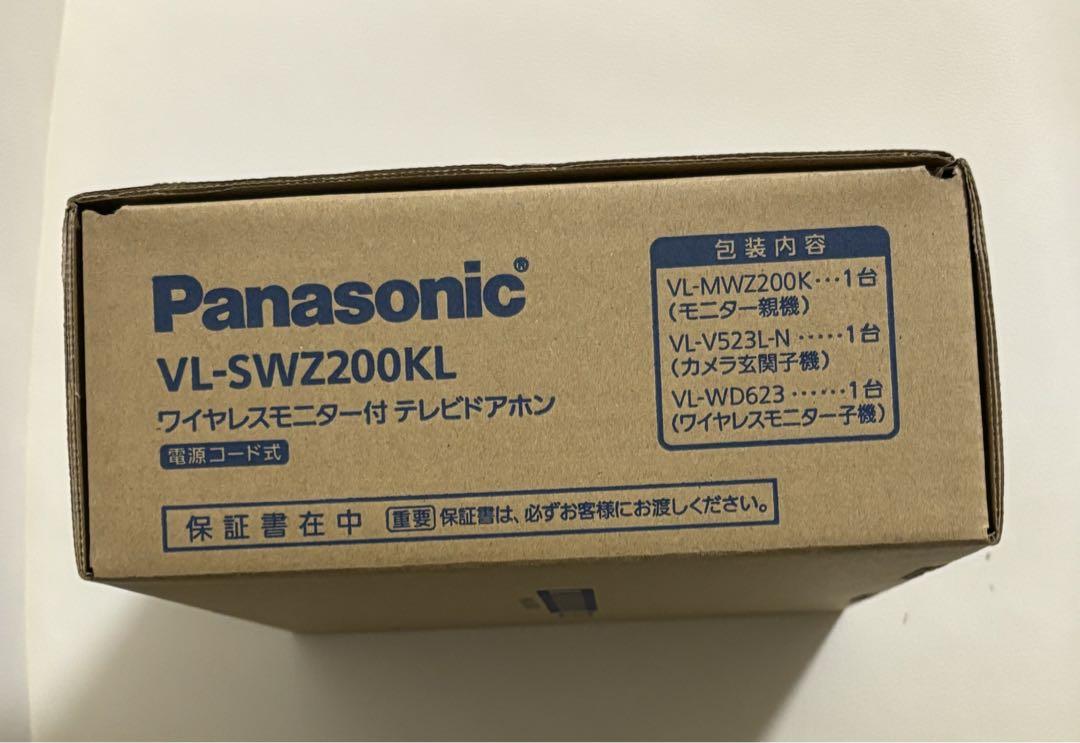 Panasonic®
VL-SWZ200KL
ワイヤレスモニター付 テレビドアホン
電源コード式
保証書在中 重要 保証書は、必ずお客様にお渡しください。
包装内容
VL-MWZ200K…1台
(モニター親機)
VL-V523L-N ……1台
(カメラ玄関子機)
VL-WD623 ……1台
(ワイヤレスモニター子機)